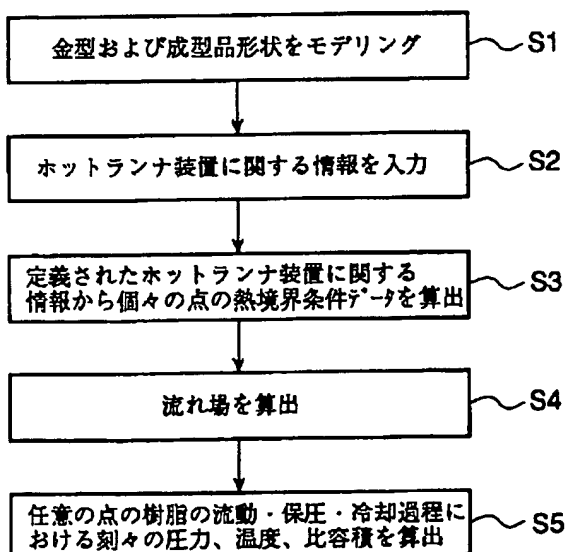 金型および成型品形状をモデリング
S1
ホットランナ装置に関する情報を入力
S2
定義されたホットランナ装置に関する
情報から個々の点の熱境界条件データを算出
S3
流れ場を算出
S4
任意の点の樹脂の流動・保圧・冷却過程に
おける刻々の圧力、温度、比容積を算出
S5